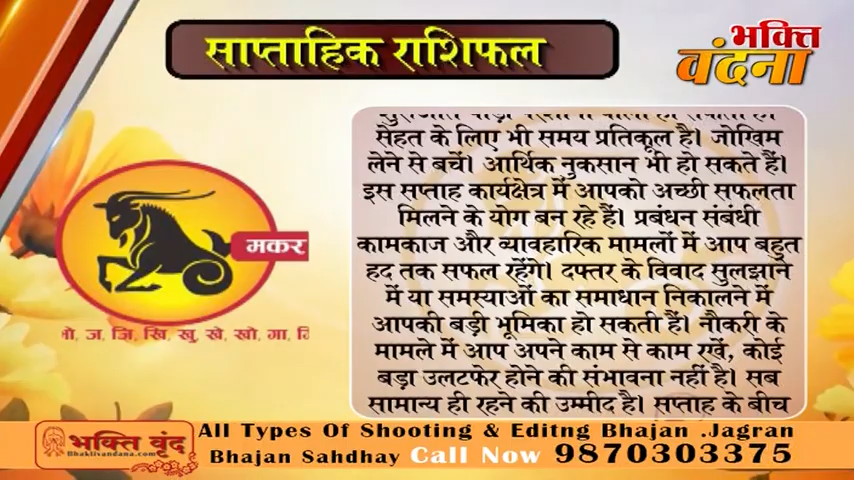 साप्ताहिक राशिफल
भक्ति
वंदना
सेहत के लिए भी समय प्रतिकूल है। जोखिम
लेने से बचें। आर्थिक नुकसान भी हो सकते हैं।
इस सप्ताह कार्यक्षेत्र में आपको अच्छी सफलता
मिलने के योग बन रहे हैं। प्रबंधन संबंधी
कामकाज और व्यावहारिक मामलों में आप बहुत
हद तक सफल रहेंगे। दफ्तर के विवाद सुलझाने
में या समस्याओं का समाधान निकालने में
आपकी बड़ी भूमिका हो सकती हैं। नौकरी के
मामले में आप अपने काम से काम रखें, कोई
बड़ा उलटफेर होने की संभावना नहीं है। सब
सामान्य ही रहने की उम्मीद है। सप्ताह के बीच
मकर
ज, जि, खि, खु, खे, खो, गा,
भक्ति वृंद
Bhaktivandana.com
All Types Of Shooting & Editng Bhajan .Jagran
Bhajan Sahdhay Call Now 9870303375